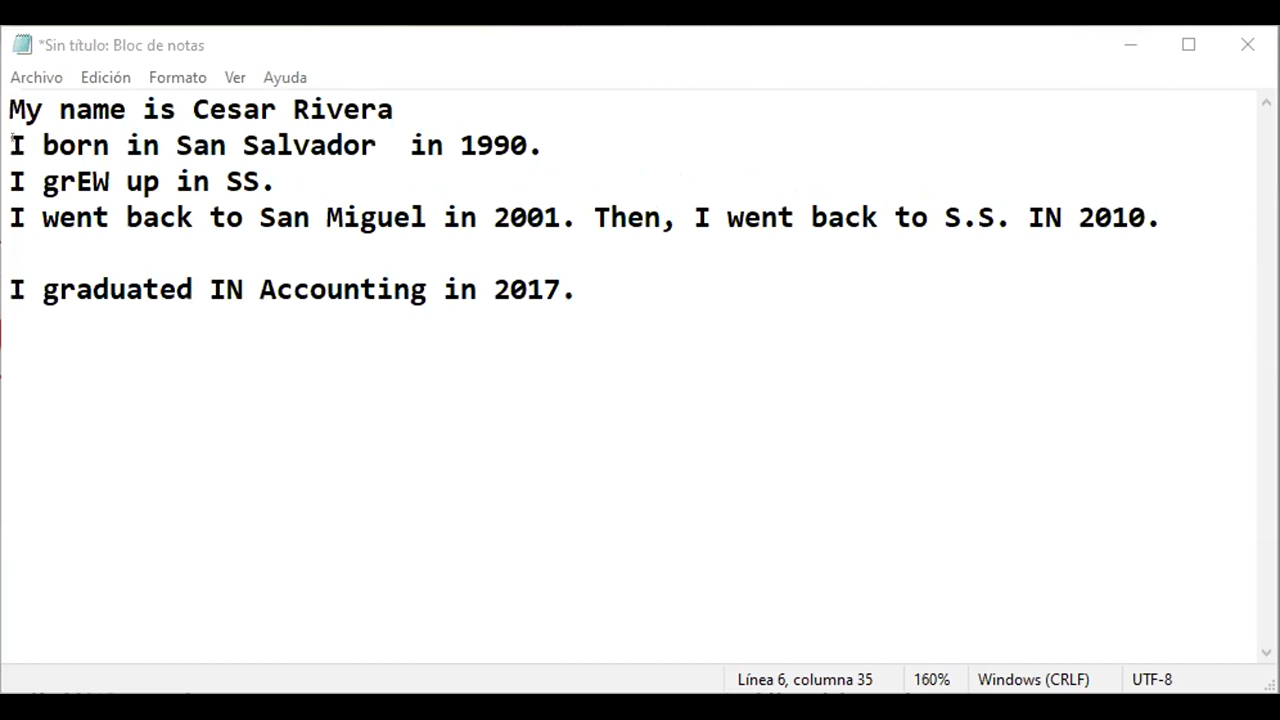 *Sin título: Bloc de notas
Archivo Edición Formato Ver Ayuda
My name is Cesar Rivera
I born in San Salvador  in 1990.
I grEW up in SS.
I went back to San Miguel in 2001. Then, I went back to S.S. IN 2010.
I graduated IN Accounting in 2017.
Línea 6, columna 35 160% Windows (CRLF) UTF-8